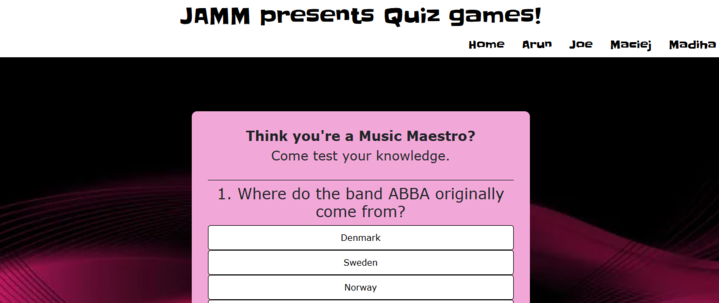 JAMM presents Quiz games!
Home Arun Joe Maciej Madiha
Think you're a Music Maestro?
Come test your knowledge.
1. Where do the band ABBA originally
come from?
Denmark
Sweden
Norway